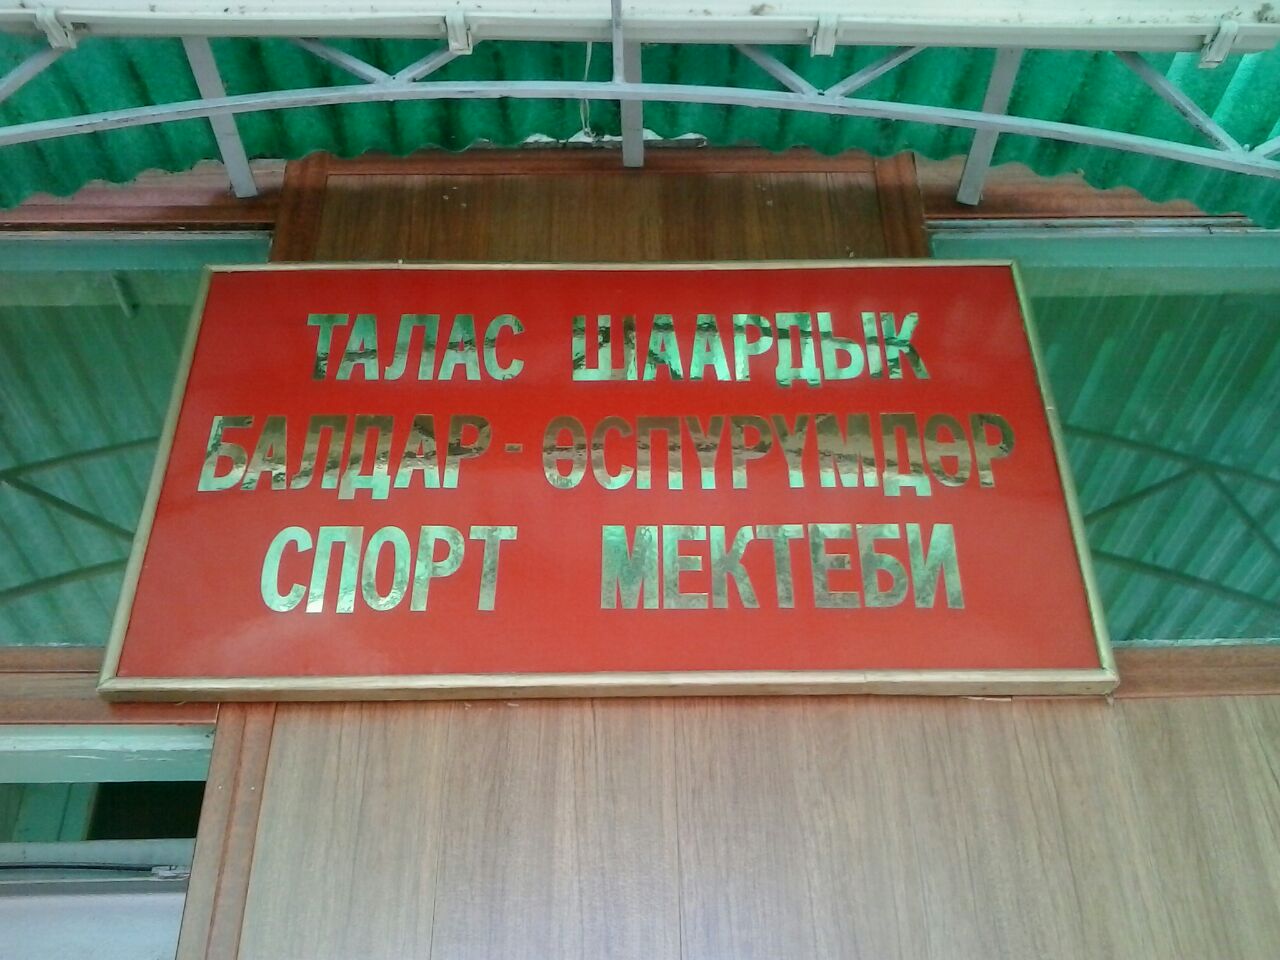 ТАЛАС ШААРДЫК
БАЛДАР - ӨСПҮРҮМДӨР
СПОРТ МЕКТЕБИ